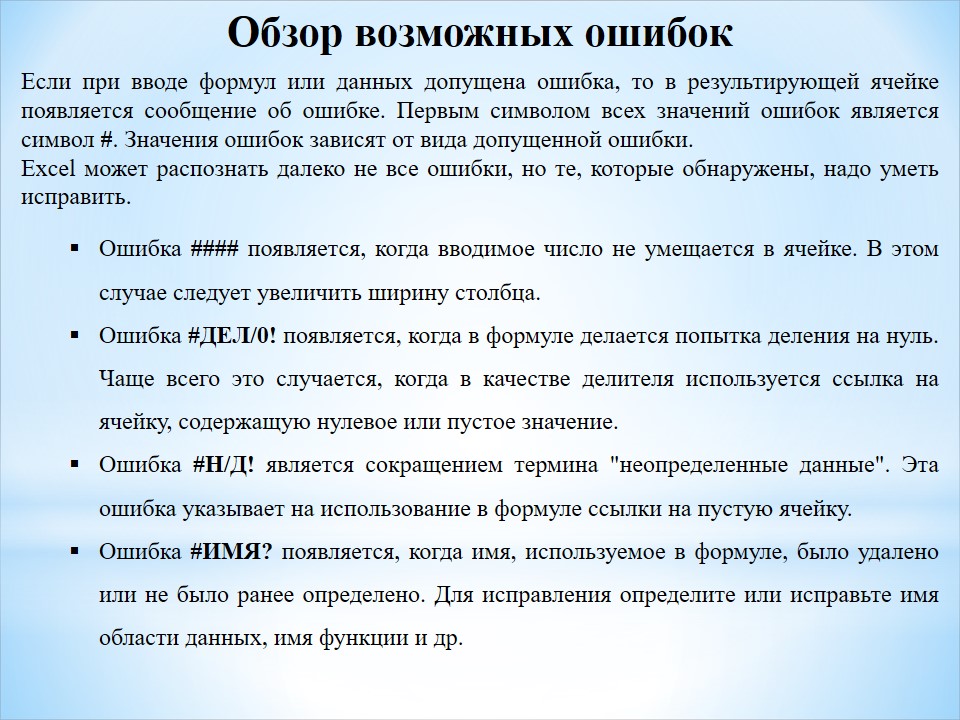 Обзор возможных ошибок
Если при вводе формул или данных допущена ошибка, то в результирующей ячейке
появляется сообщение об ошибке. Первым символом всех значений ошибок является
символ #. Значения ошибок зависят от вида допущенной ошибки.
Excel может распознать далеко не все ошибки, но те, которые обнаружены, надо уметь
исправить.
▪ Ошибка #### появляется, когда вводимое число не умещается в ячейке. В этом
случае следует увеличить ширину столбца.
▪ Ошибка #ДЕЛ/0! появляется, когда в формуле делается попытка деления на нуль.
Чаще всего это случается, когда в качестве делителя используется ссылка на
ячейку, содержащую нулевое или пустое значение.
▪ Ошибка #Н/Д! является сокращением термина "неопределенные данные". Эта
ошибка указывает на использование в формуле ссылки на пустую ячейку.
▪ Ошибка #ИМЯ? появляется, когда имя, используемое в формуле, было удалено
или не было ранее определено. Для исправления определите или исправьте имя
области данных, имя функции и др.